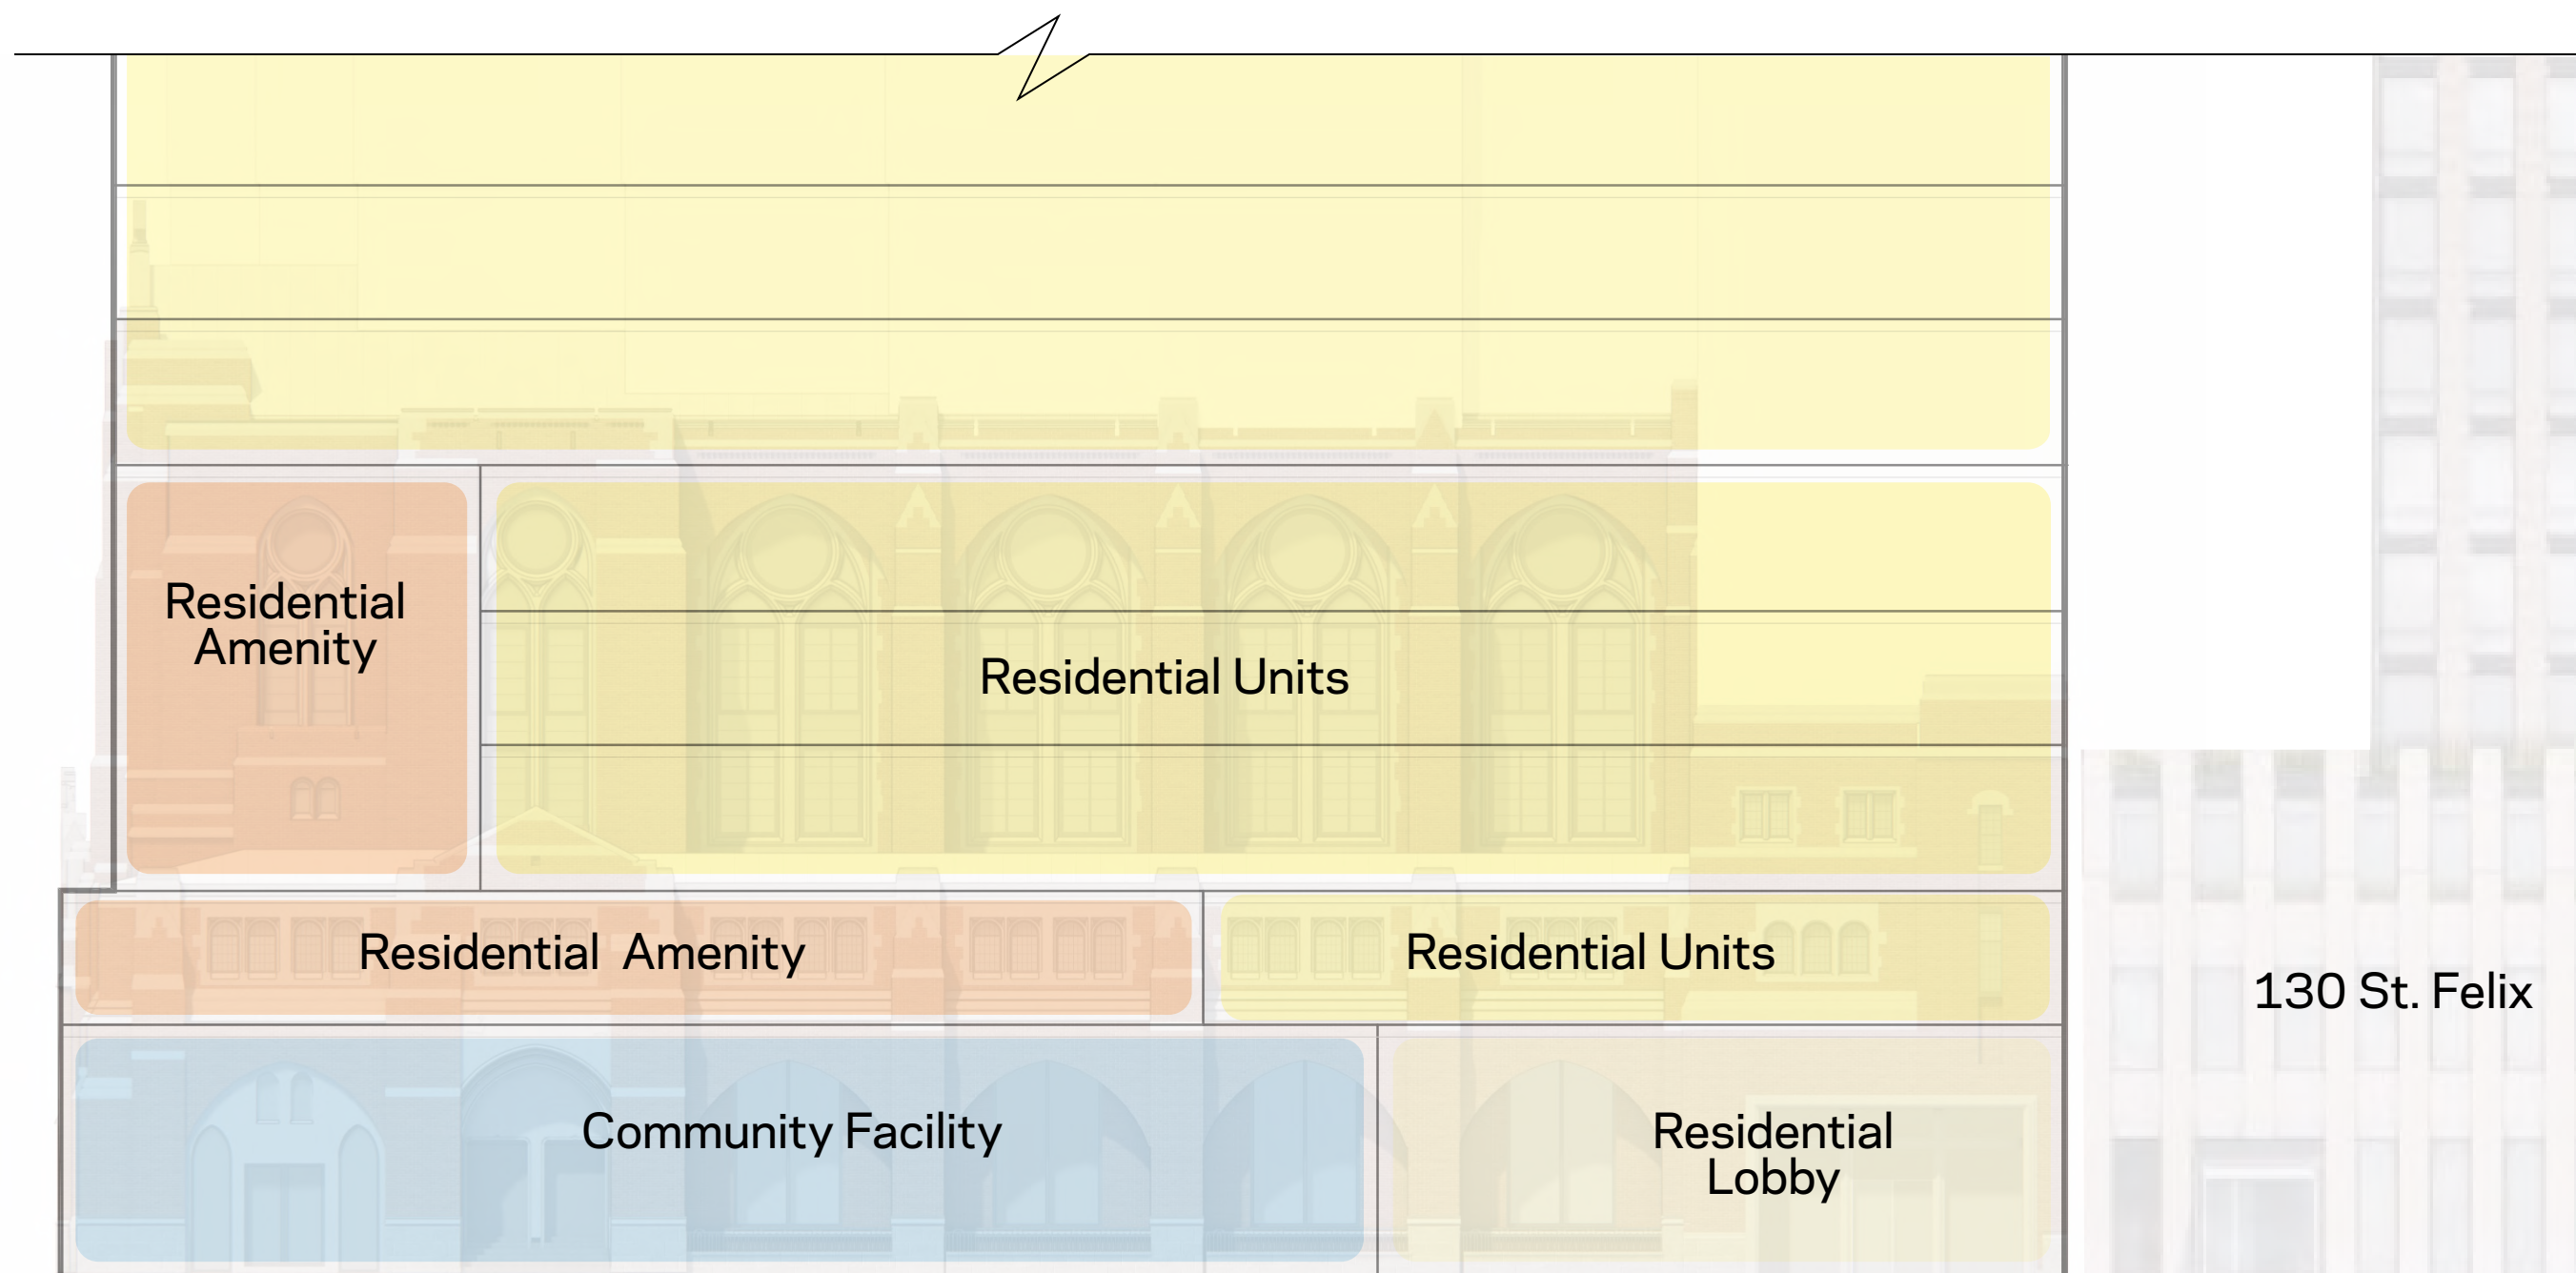 Residential
Amenity
Residential Units
Residential Amenity
Residential Units
130 St. Felix
Community Facility
Residential
Lobby